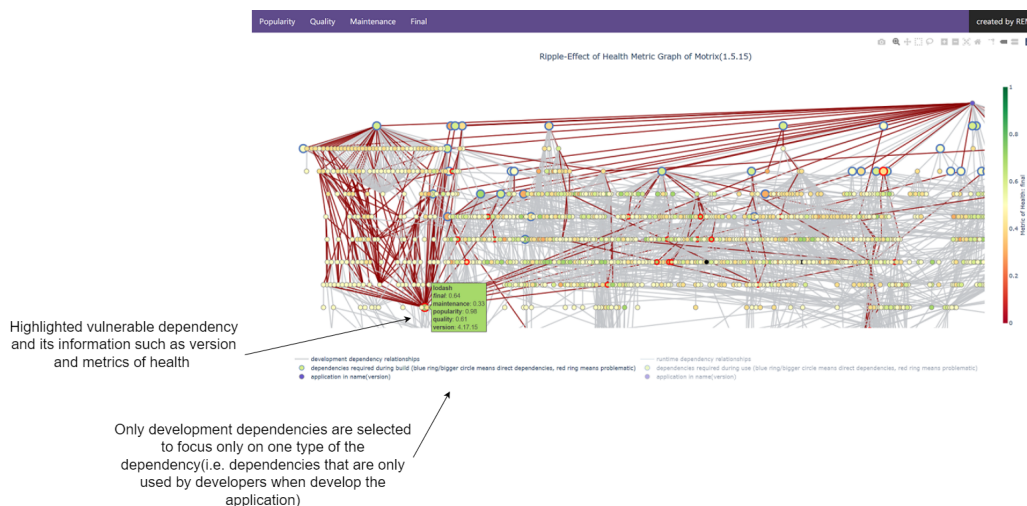 Popularity Quality Maintenance Final
created by REM
Ripple-Effect of Health Metric Graph of Motrix(1.5.15)
1
0.8
0.6
0.4
0.2
0
Metric of Health: final
lodash
final: 0.64
maintenance: 0.33
popularity: 0.98
quality: 0.61
version: 4.17.15
Highlighted vulnerable dependency
and its information such as version
and metrics of health
development dependency relationships
dependencies required during build (blue ring/bigger circle means direct dependencies, red ring means problematic)
application in name(version)
runtime dependency relationships
dependencies required during use (blue ring/bigger circle means direct dependencies, red ring means problematic)
application in name(version)
Only development dependencies are selected
to focus only on one type of the
dependency(i.e. dependencies that are only
used by developers when develop the
application)